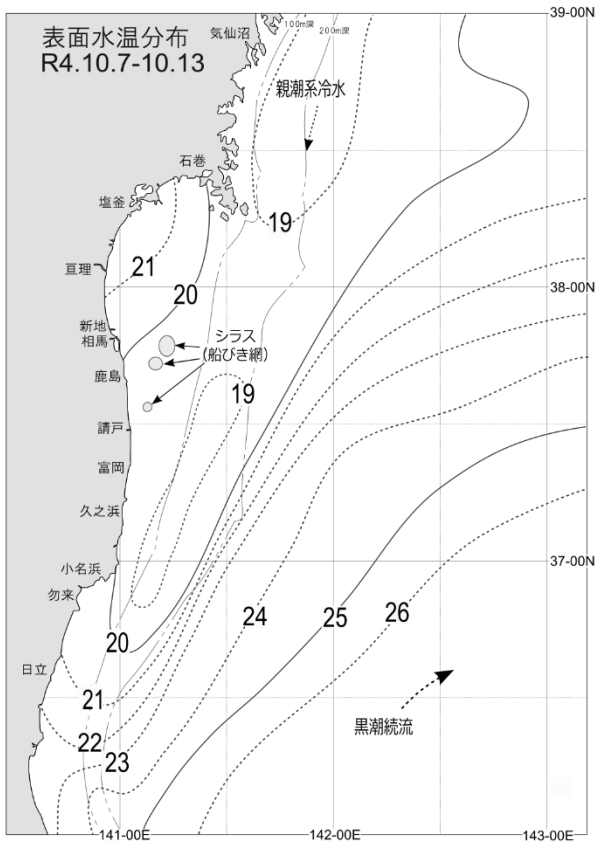 表面水温分布
R4.10.7-10.13
気仙沼
100m深
200m深
39-00N
親潮系冷水
石巻
塩釜
19
亘理
21
20
38-00N
新地
相馬
シラス
(船びき網)
鹿島
19
請戸
富岡
久之浜
小名浜
37-00N
勿来
24
25
26
20
日立
21
黒潮続流
22
23
141-00E
142-00E
143-00E